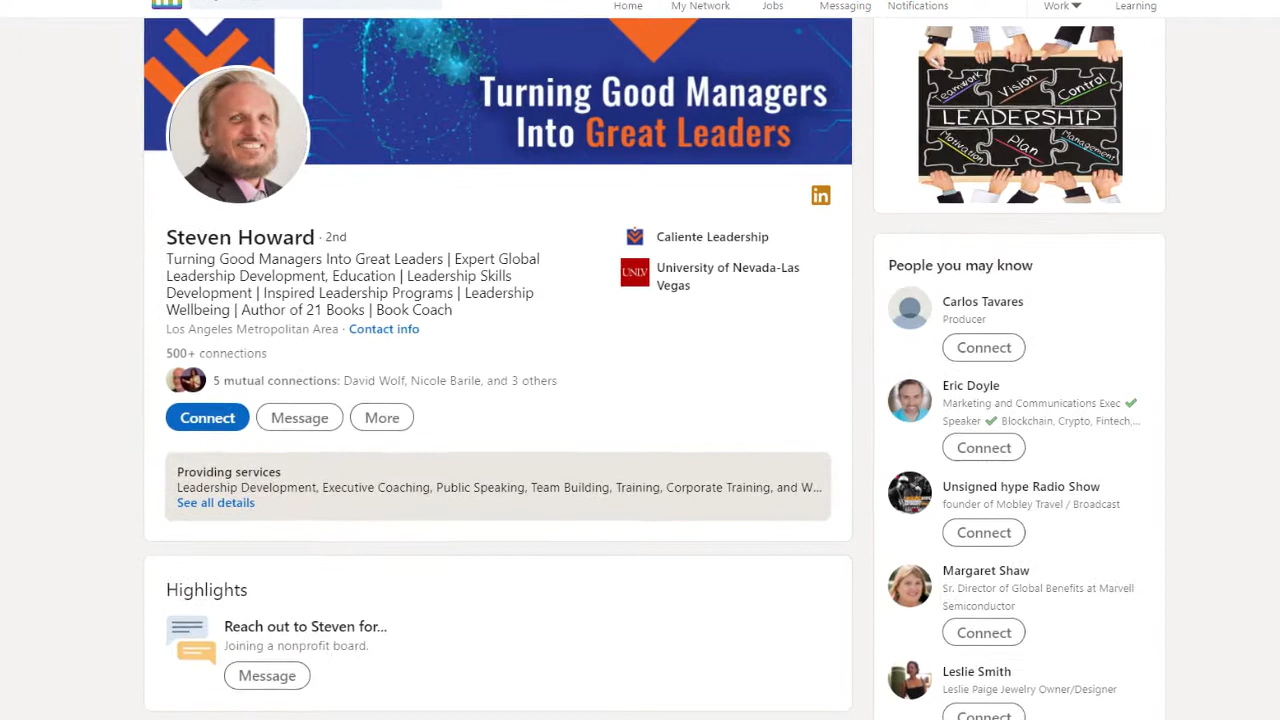 Home
My Network
Jobs
Messaging
Notifications
Work
Learning
Turning Good Managers
Into Great Leaders
in
Steven Howard · 2nd
Turning Good Managers Into Great Leaders | Expert Global
Leadership Development, Education | Leadership Skills
Development | Inspired Leadership Programs | Leadership
Wellbeing | Author of 21 Books | Book Coach
Los Angeles Metropolitan Area · Contact info
500+ connections
5 mutual connections: David Wolf, Nicole Barile, and 3 others
Connect
Message
More
Caliente Leadership
UNLV
University of Nevada-Las
Vegas
Providing services
Leadership Development, Executive Coaching, Public Speaking, Team Building, Training, Corporate Training, and W...
See all details
Highlights
Reach out to Steven for...
Joining a nonprofit board.
Message
Teamwork
Vision
Control
LEADERSHIP
Motivation
Plan
Management
People you may know
Carlos Tavares
Producer
Connect
Eric Doyle
Marketing and Communications Exec ✔
Speaker ✔ Blockchain, Crypto, Fintech,...
Connect
Unsigned hype Radio Show
founder of Mobley Travel / Broadcast
Connect
Margaret Shaw
Sr. Director of Global Benefits at Marvell
Semiconductor
Connect
Leslie Smith
Leslie Paige Jewelry Owner/Designer
Connect